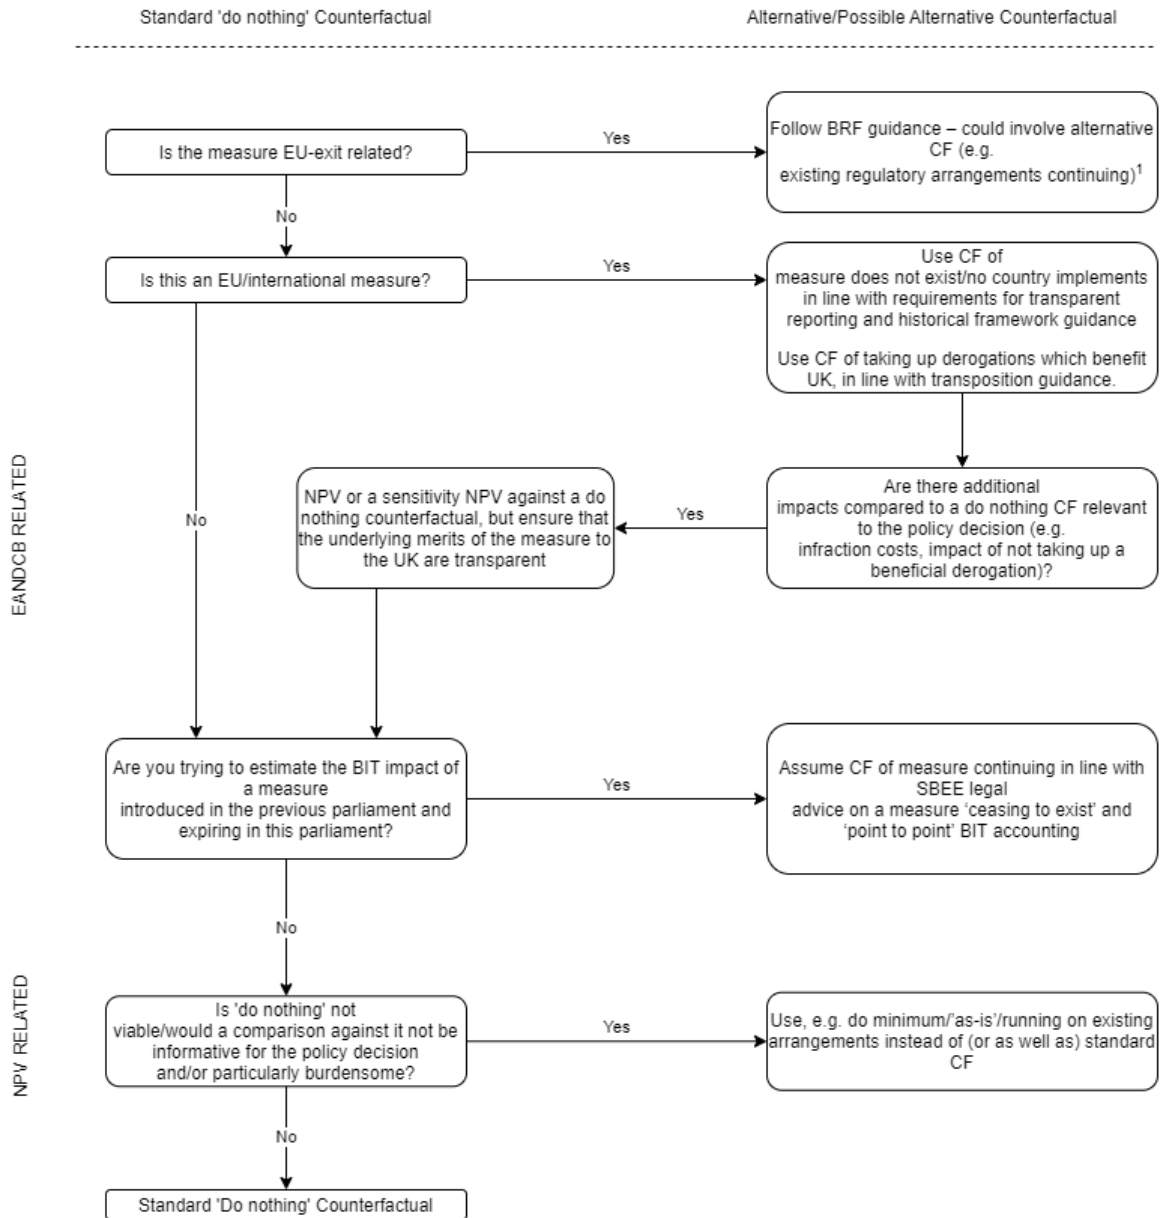 Standard 'do nothing' Counterfactual
Alternative/Possible Alternative Counterfactual
Is the measure EU-exit related?
Yes
Follow BRF guidance – could involve alternative
CF (e.g.
existing regulatory arrangements continuing)1
No
Is this an EU/international measure?
Yes
Use CF of
measure does not exist/no country implements
in line with requirements for transparent
reporting and historical framework guidance
Use CF of taking up derogations which benefit
UK, in line with transposition guidance.
EANDCB RELATED
No
NPV or a sensitivity NPV against a do
nothing counterfactual, but ensure that
the underlying merits of the measure to
the UK are transparent
Yes
Are there additional
impacts compared to a do nothing CF relevant
to the policy decision (e.g.
infraction costs, impact of not taking up a
beneficial derogation)?
Are you trying to estimate the BIT impact of
a measure
introduced in the previous parliament and
expiring in this parliament?
Yes
Assume CF of measure continuing in line with
SBEE legal
advice on a measure ‘ceasing to exist’ and
‘point to point’ BIT accounting
No
NPV RELATED
Is 'do nothing' not
viable/would a comparison against it not be
informative for the policy decision
and/or particularly burdensome?
Yes
Use, e.g. do minimum/'as-is'/running on existing
arrangements instead of (or as well as) standard
CF
No
Standard 'Do nothing' Counterfactual